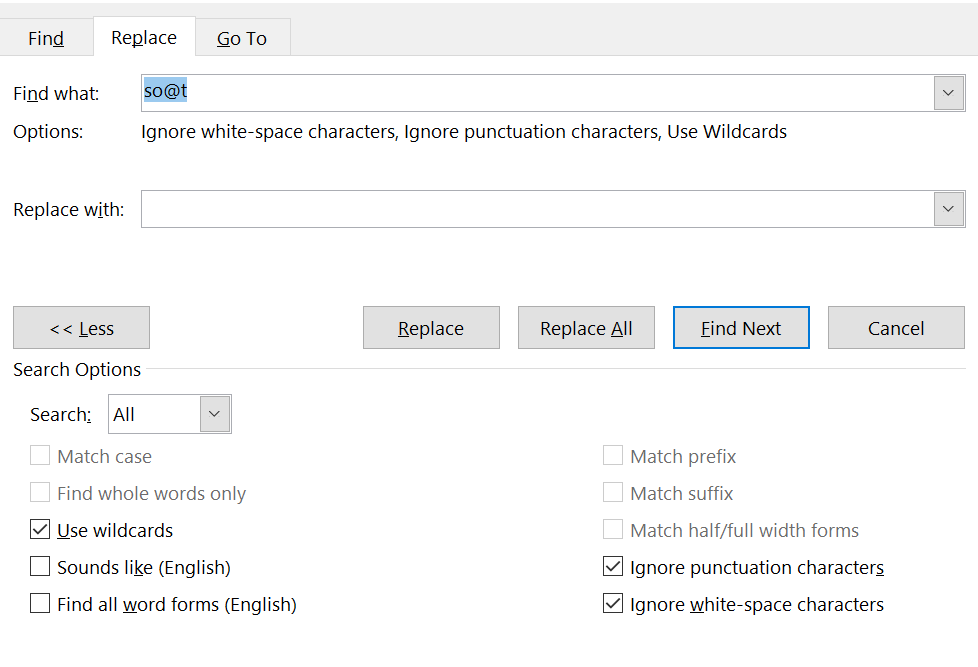 Find Replace Go To
Find what: so@t
Options: Ignore white-space characters, Ignore punctuation characters, Use Wildcards
Replace with:
<< Less Replace Replace All Find Next Cancel
Search Options
Search: All
Match case Match prefix
Find whole words only Match suffix
Use wildcards Match half/full width forms
Sounds like (English) Ignore punctuation characters
Find all word forms (English) Ignore white-space characters